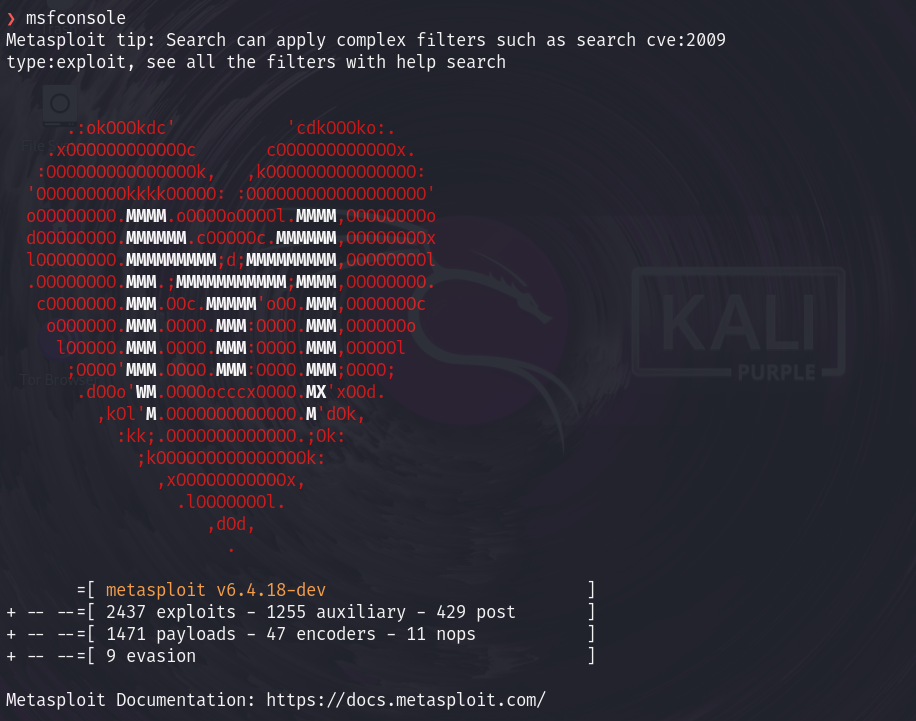 ❯ msfconsole
Metasploit tip: Search can apply complex filters such as search cve:2009
type:exploit, see all the filters with help search
.:okOOOkdc'           'cdkOOOko:.
.xOOOOOOOOOOOOc       cOOOOOOOOOOOOx.
:OOOOOOOOOOOOOOOk,   ,kOOOOOOOOOOOOOOO:
'OOOOOOOOOkkkkOOOOO: :OOOOOOOOOOOOOOOOOO'
oOOOOOOOO.MMMM.oOOOOoOOOOl.MMMM,OOOOOOOOo
dOOOOOOOO.MMMMMM.cOOOOOc.MMMMMM,OOOOOOOOx
lOOOOOOOO.MMMMMMMMM;d;MMMMMMMMM,OOOOOOOOl
.OOOOOOOO.MMM.;MMMMMMMMMMM;MMMM,OOOOOOOO.
cOOOOOOO.MMM.OOc.MMMMM'oOO.MMM,OOOOOOOc
oOOOOOO.MMM.OOOO.MMM:OOOO.MMM,OOOOOOo
lOOOOO.MMM.OOOO.MMM:OOOO.MMM,OOOOOl
;OOOO'MMM.OOOO.MMM:OOOO.MMM;OOOO;
.dOOo'WM.OOOOocccxOOOO.MX'xOOd.
,kOl'M.OOOOOOOOOOOOO.M'dOk,
:kk;.OOOOOOOOOOOOO.;Ok:
;kOOOOOOOOOOOOOOOk:
,xOOOOOOOOOOOx,
.lOOOOOOOl.
,dOd,
.
KALI
PURPLE
Tor Browser
=[ metasploit v6.4.18-dev                          ]
+ -- --=[ 2437 exploits - 1255 auxiliary - 429 post       ]
+ -- --=[ 1471 payloads - 47 encoders - 11 nops           ]
+ -- --=[ 9 evasion                                       ]
Metasploit Documentation: https://docs.metasploit.com/